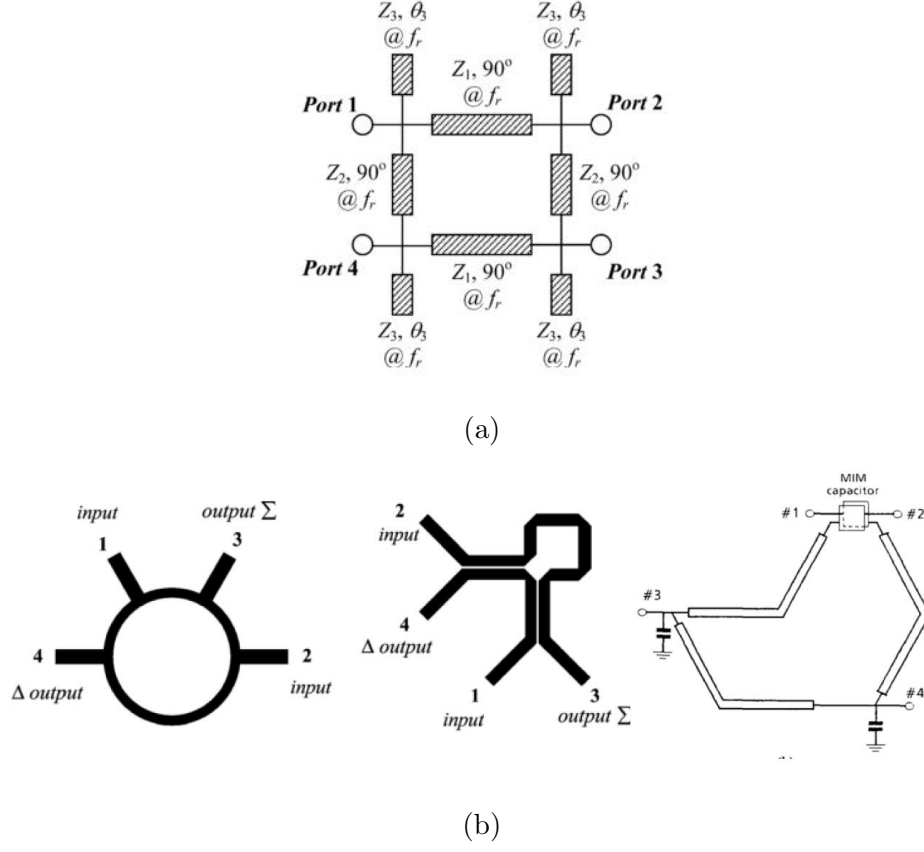 Z3, θ3 Z3, θ3
@ fr @ fr
Z1, 90°
@ fr
Port 1 Port 2
Z2, 90° Z2, 90°
@ fr @ fr
Port 4 Port 3
Z1, 90°
@ fr
Z3, θ3 Z3, θ3
@ fr @ fr
(a)
input output Σ
1 3
4 2
Δ output input
2
input
4
Δ output
1 3
input output Σ
MIM
capacitor
#1 #2
#3
#4
(b)